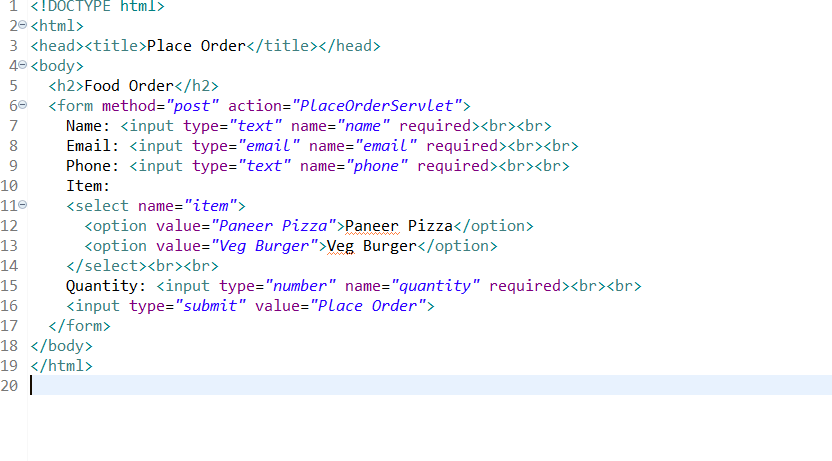 1 <!DOCTYPE html>
2 <html>
3 <head><title>Place Order</title></head>
4 <body>
5   <h2>Food Order</h2>
6   <form method="post" action="PlaceOrderServlet">
7     Name: <input type="text" name="name" required><br><br>
8     Email: <input type="email" name="email" required><br><br>
9     Phone: <input type="text" name="phone" required><br><br>
10     Item:
11     <select name="item">
12       <option value="Paneer Pizza">Paneer Pizza</option>
13       <option value="Veg Burger">Veg Burger</option>
14     </select><br><br>
15     Quantity: <input type="number" name="quantity" required><br><br>
16     <input type="submit" value="Place Order">
17   </form>
18 </body>
19 </html>
20